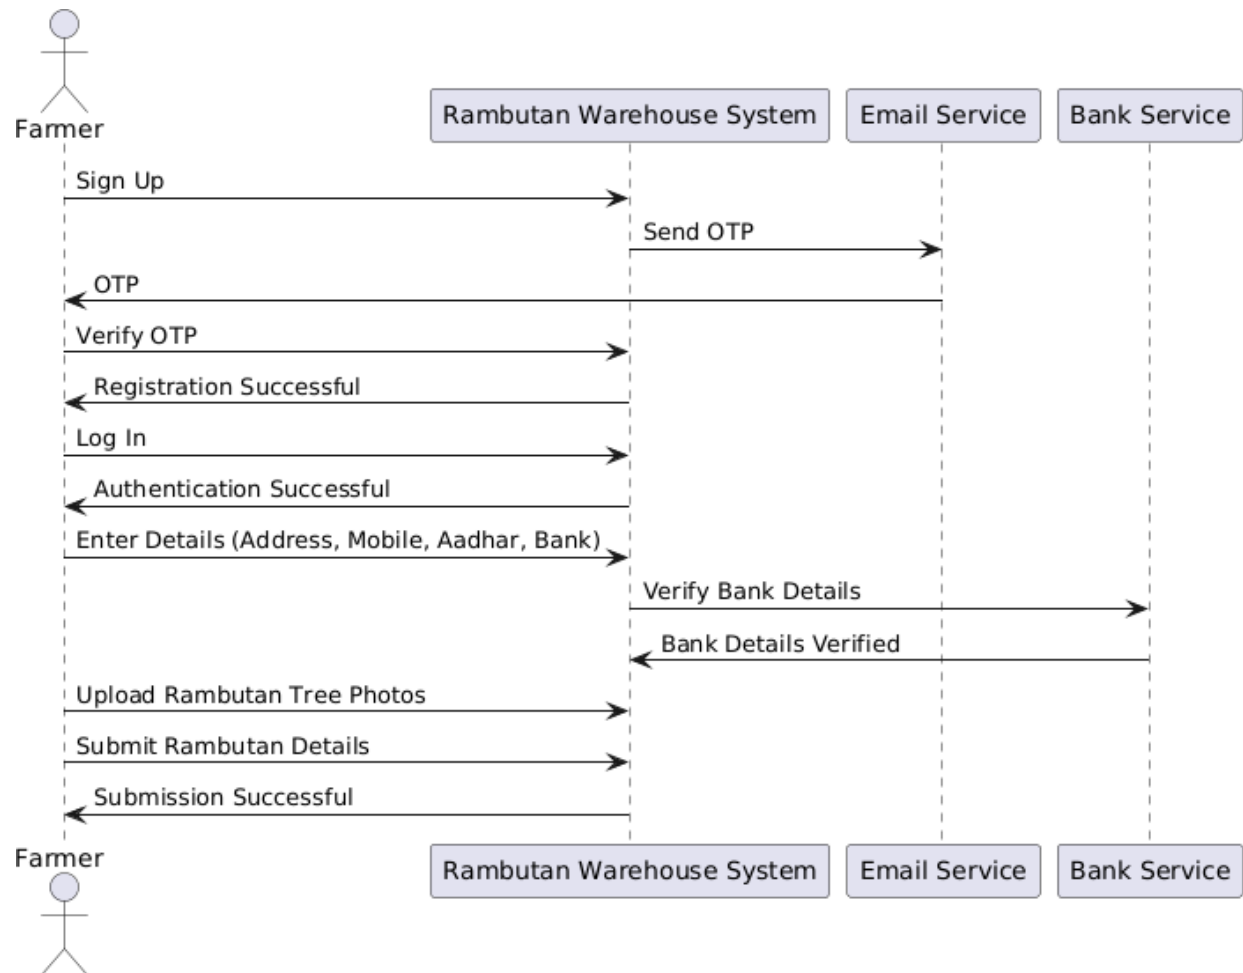 Farmer
Rambutan Warehouse System
Email Service
Bank Service
Sign Up
Send OTP
OTP
Verify OTP
Registration Successful
Log In
Authentication Successful
Enter Details (Address, Mobile, Aadhar, Bank)
Verify Bank Details
Bank Details Verified
Upload Rambutan Tree Photos
Submit Rambutan Details
Submission Successful
Farmer
Rambutan Warehouse System
Email Service
Bank Service